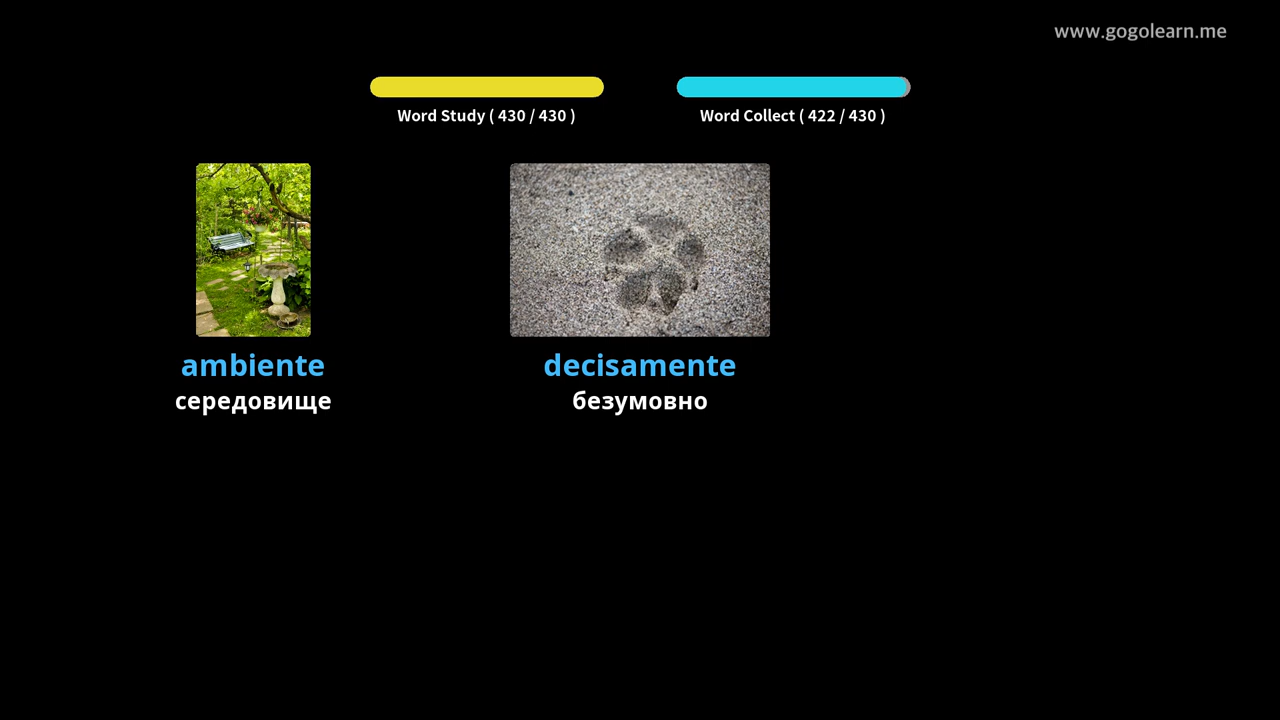 www.gogolearn.me
Word Study ( 430 / 430 )
Word Collect ( 422 / 430 )
ambiente
середовище
decisamente
безумовно